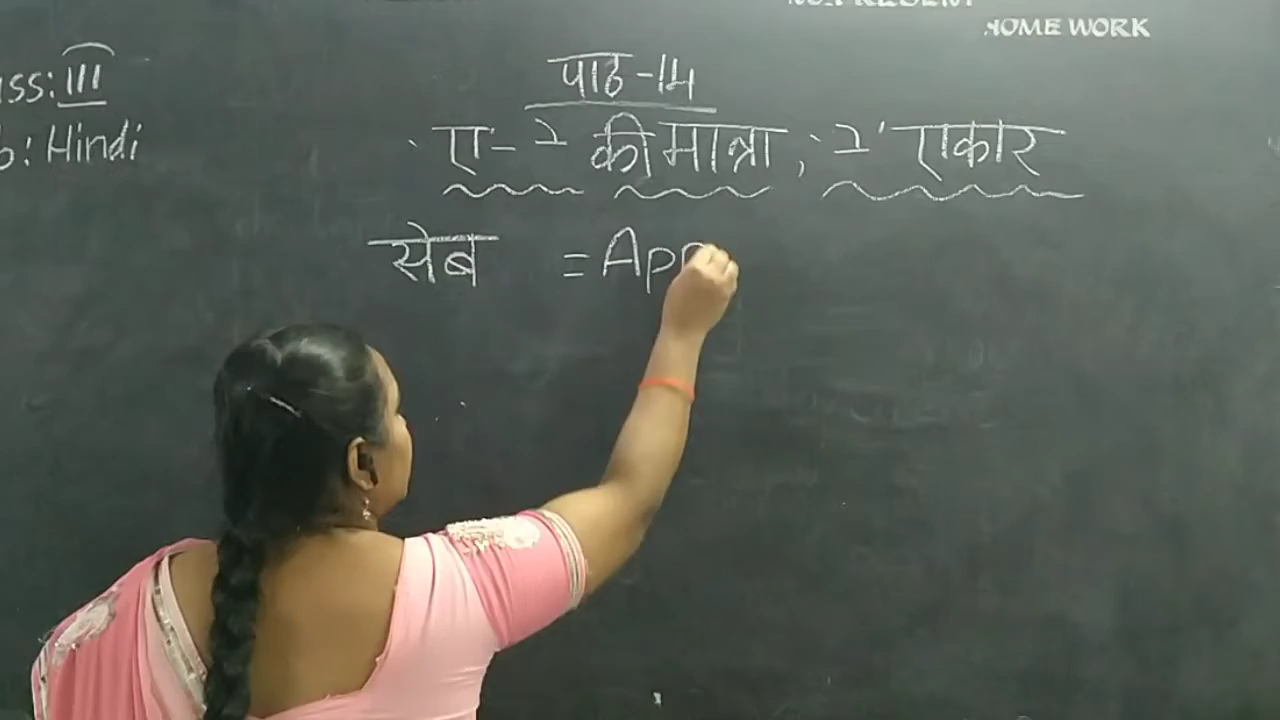 HOME WORK
ss: III
: Hindi
पाठ-14
ए- े की मात्रा, े' एकार
सेब = App